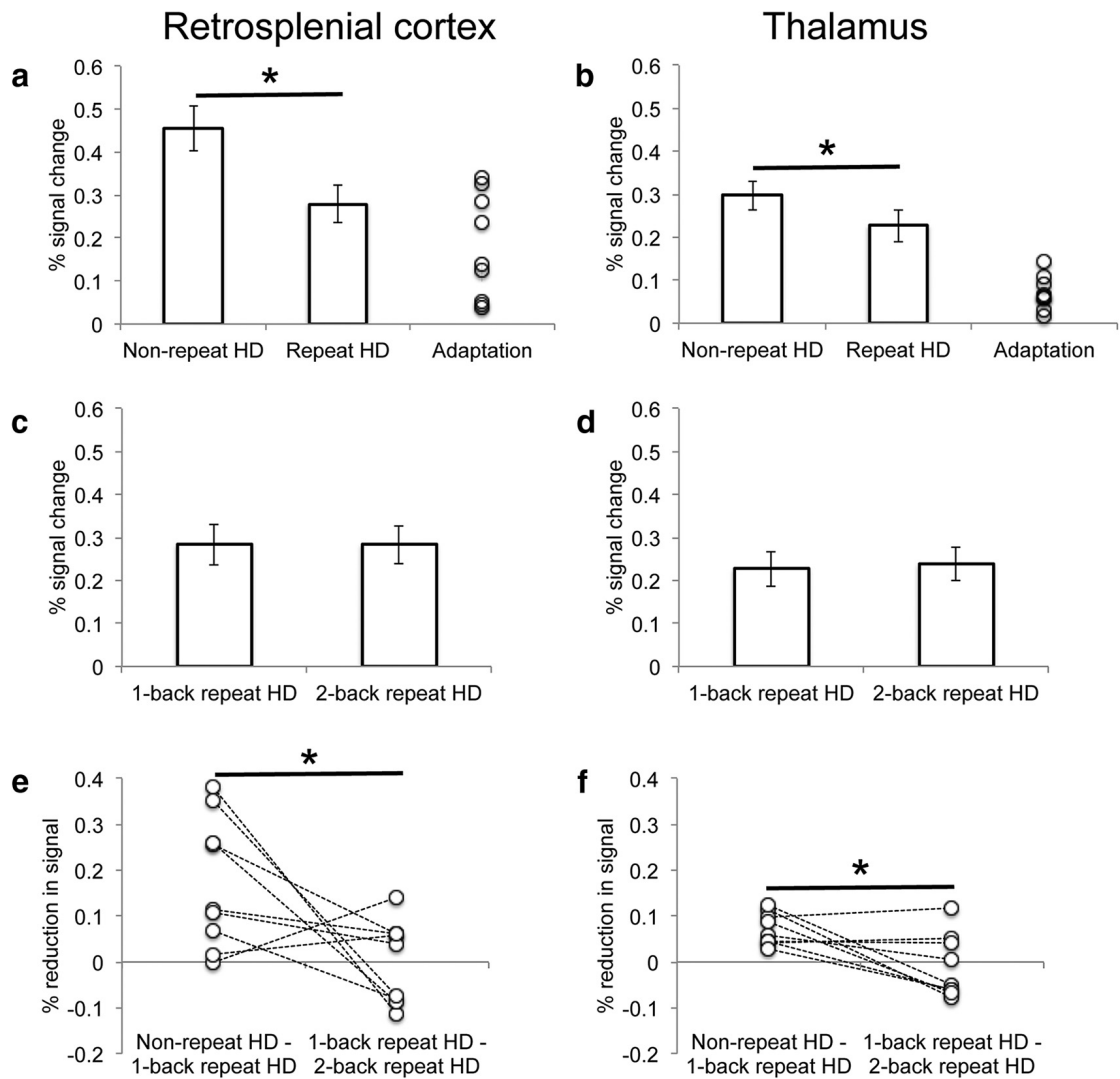 Retrosplenial cortex
Thalamus
a
*
% signal change
0.6
0.5
0.4
0.3
0.2
0.1
0
Non-repeat HD
Repeat HD
Adaptation
b
*
% signal change
0.6
0.5
0.4
0.3
0.2
0.1
0
Non-repeat HD
Repeat HD
Adaptation
c
% signal change
0.6
0.5
0.4
0.3
0.2
0.1
0
1-back repeat HD
2-back repeat HD
d
% signal change
0.6
0.5
0.4
0.3
0.2
0.1
0
1-back repeat HD
2-back repeat HD
e
*
% reduction in signal
0.4
0.3
0.2
0.1
0
-0.1
-0.2
Non-repeat HD -
1-back repeat HD
1-back repeat HD -
2-back repeat HD
f
*
% reduction in signal
0.4
0.3
0.2
0.1
0
-0.1
-0.2
Non-repeat HD -
1-back repeat HD
1-back repeat HD -
2-back repeat HD